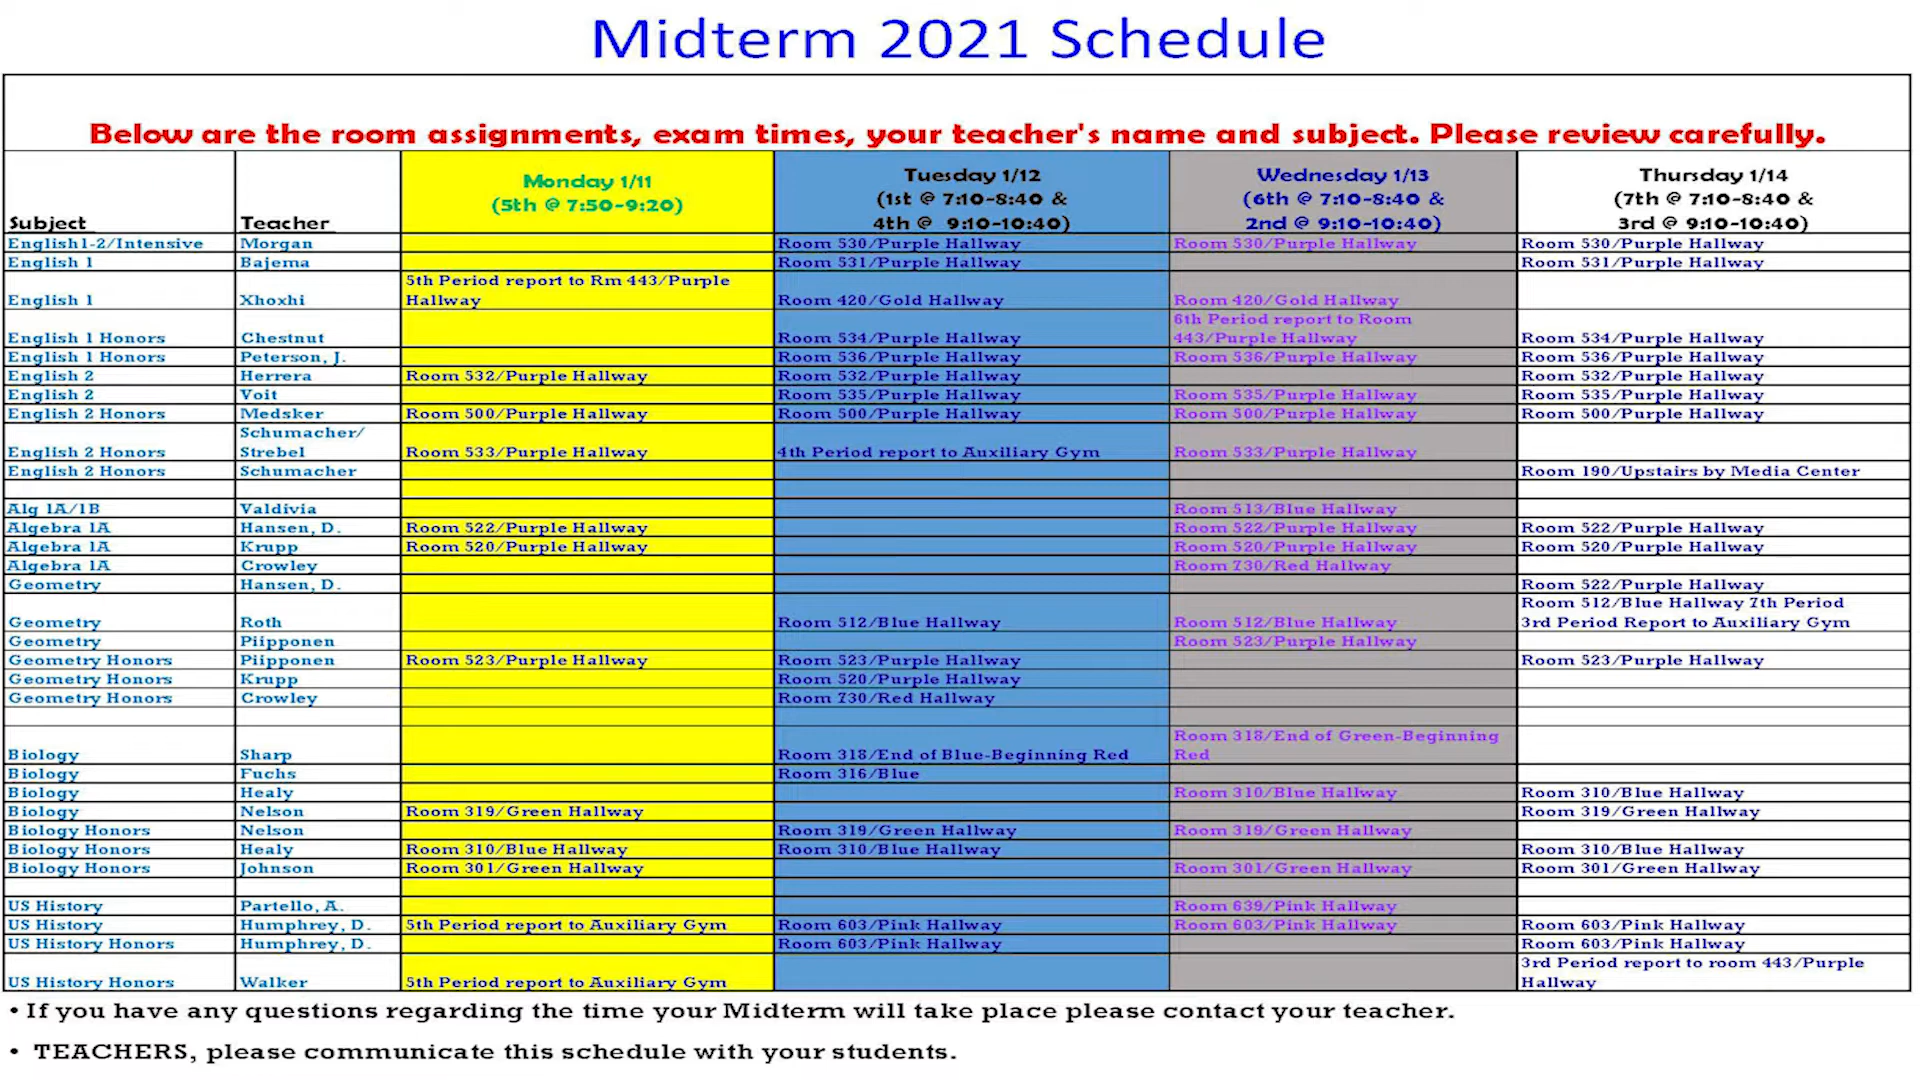 Midterm 2021 Schedule
Below are the room assignments, exam times, your teacher's name and subject. Please review carefully.
Subject Teacher Monday 1/11 (5th @ 7:50-9:20) Tuesday 1/12 (1st @ 7:10-8:40 & 4th @ 9:10-10:40) Wednesday 1/13 (6th @ 7:10-8:40 & 2nd @ 9:10-10:40) Thursday 1/14 (7th @ 7:10-8:40 & 3rd @ 9:10-10:40)
English1-2/Intensive Morgan Room 530/Purple Hallway Room 530/Purple Hallway Room 530/Purple Hallway
English 1 Bajema Room 531/Purple Hallway Room 531/Purple Hallway
English 1 Xhoxhi 5th Period report to Rm 443/Purple Hallway Room 420/Gold Hallway Room 420/Gold Hallway
English 1 Honors Chestnut Room 534/Purple Hallway 6th Period report to Room 443/Purple Hallway Room 534/Purple Hallway
English 1 Honors Peterson, J. Room 536/Purple Hallway Room 536/Purple Hallway Room 536/Purple Hallway
English 2 Herrera Room 532/Purple Hallway Room 532/Purple Hallway Room 532/Purple Hallway
English 2 Voit Room 535/Purple Hallway Room 535/Purple Hallway Room 535/Purple Hallway
English 2 Honors Medsker Room 500/Purple Hallway Room 500/Purple Hallway Room 500/Purple Hallway Room 500/Purple Hallway
English 2 Honors Schumacher/ Strebel Room 533/Purple Hallway 4th Period report to Auxiliary Gym Room 533/Purple Hallway
English 2 Honors Schumacher Room 190/Upstairs by Media Center
Alg 1A/1B Valdivia Room 513/Blue Hallway
Algebra 1A Hansen, D. Room 522/Purple Hallway Room 522/Purple Hallway Room 522/Purple Hallway
Algebra 1A Krupp Room 520/Purple Hallway Room 520/Purple Hallway Room 520/Purple Hallway
Algebra 1A Crowley Room 730/Red Hallway
Geometry Hansen, D. Room 522/Purple Hallway
Geometry Roth Room 512/Blue Hallway Room 512/Blue Hallway Room 512/Blue Hallway 7th Period 3rd Period Report to Auxiliary Gym
Geometry Piipponen Room 523/Purple Hallway
Geometry Honors Piipponen Room 523/Purple Hallway Room 523/Purple Hallway Room 523/Purple Hallway
Geometry Honors Krupp Room 520/Purple Hallway
Geometry Honors Crowley Room 730/Red Hallway
Biology Sharp Room 318/End of Blue-Beginning Red Room 318/End of Green-Beginning Red
Biology Fuchs Room 316/Blue
Biology Healy Room 310/Blue Hallway Room 310/Blue Hallway
Biology Nelson Room 319/Green Hallway Room 319/Green Hallway
Biology Honors Nelson Room 319/Green Hallway Room 319/Green Hallway
Biology Honors Healy Room 310/Blue Hallway Room 310/Blue Hallway Room 310/Blue Hallway
Biology Honors Johnson Room 301/Green Hallway Room 301/Green Hallway Room 301/Green Hallway
US History Partello, A. Room 639/Pink Hallway
US History Humphrey, D. 5th Period report to Auxiliary Gym Room 603/Pink Hallway Room 603/Pink Hallway Room 603/Pink Hallway
US History Honors Humphrey, D. Room 603/Pink Hallway Room 603/Pink Hallway
US History Honors Walker 5th Period report to Auxiliary Gym 3rd Period report to room 443/Purple Hallway
• If you have any questions regarding the time your Midterm will take place please contact your teacher.
• TEACHERS, please communicate this schedule with your students.